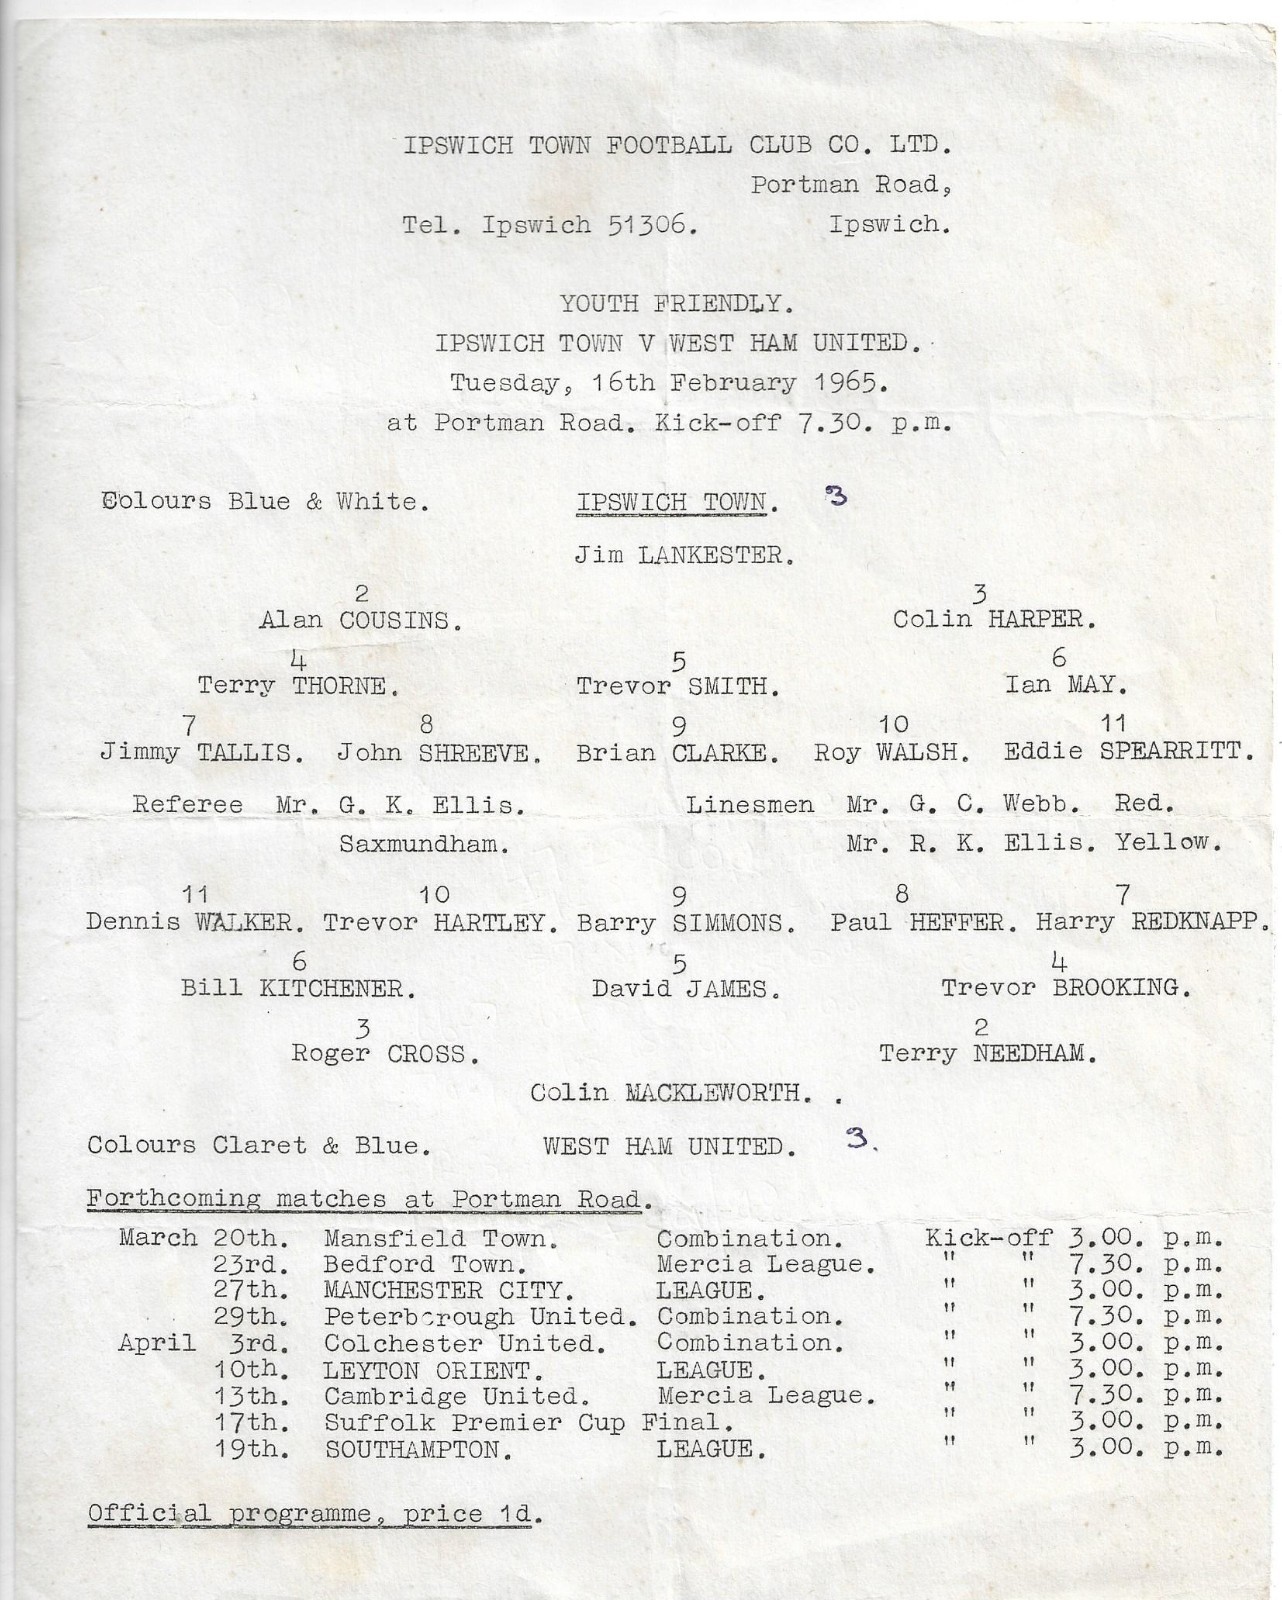 IPSWICH TOWN FOOTBALL CLUB CO. LTD.
Portman Road,
Tel. Ipswich 51306. Ipswich.
YOUTH FRIENDLY.
IPSWICH TOWN V WEST HAM UNITED.
Tuesday, 16th February 1965.
at Portman Road. Kick-off 7.30. p.m.
Colours Blue & White. IPSWICH TOWN. 3
Jim LANKESTER.
2 3
Alan COUSINS. Colin HARPER.
4 5 6
Terry THORNE. Trevor SMITH. Ian MAY.
7 8 9 10 11
Jimmy TALLIS. John SHREEVE. Brian CLARKE. Roy WALSH. Eddie SPEARRITT.
Referee Mr. G. K. Ellis. Linesmen Mr. G. C. Webb. Red.
Saxmundham. Mr. R. K. Ellis. Yellow.
11 10 9 8 7
Dennis WALKER. Trevor HARTLEY. Barry SIMMONS. Paul HEFFER. Harry REDKNAPP.
6 5 4
Bill KITCHENER. David JAMES. Trevor BROOKING.
3 2
Roger CROSS. Terry NEEDHAM.
Colin MACKLEWORTH. .
Colours Claret & Blue. WEST HAM UNITED. 3.
Forthcoming matches at Portman Road.
March 20th. Mansfield Town. Combination. Kick-off 3.00. p.m.
23rd. Bedford Town. Mercia League. " " 7.30. p.m.
27th. MANCHESTER CITY. LEAGUE. " " 3.00. p.m.
29th. Peterborough United. Combination. " " 7.30. p.m.
April 3rd. Colchester United. Combination. " " 3.00. p.m.
10th. LEYTON ORIENT. LEAGUE. " " 3.00. p.m.
13th. Cambridge United. Mercia League. " " 7.30. p.m.
17th. Suffolk Premier Cup Final. " " 3.00. p.m.
19th. SOUTHAMPTON. LEAGUE. " " 3.00. p.m.
Official programme, price 1d.